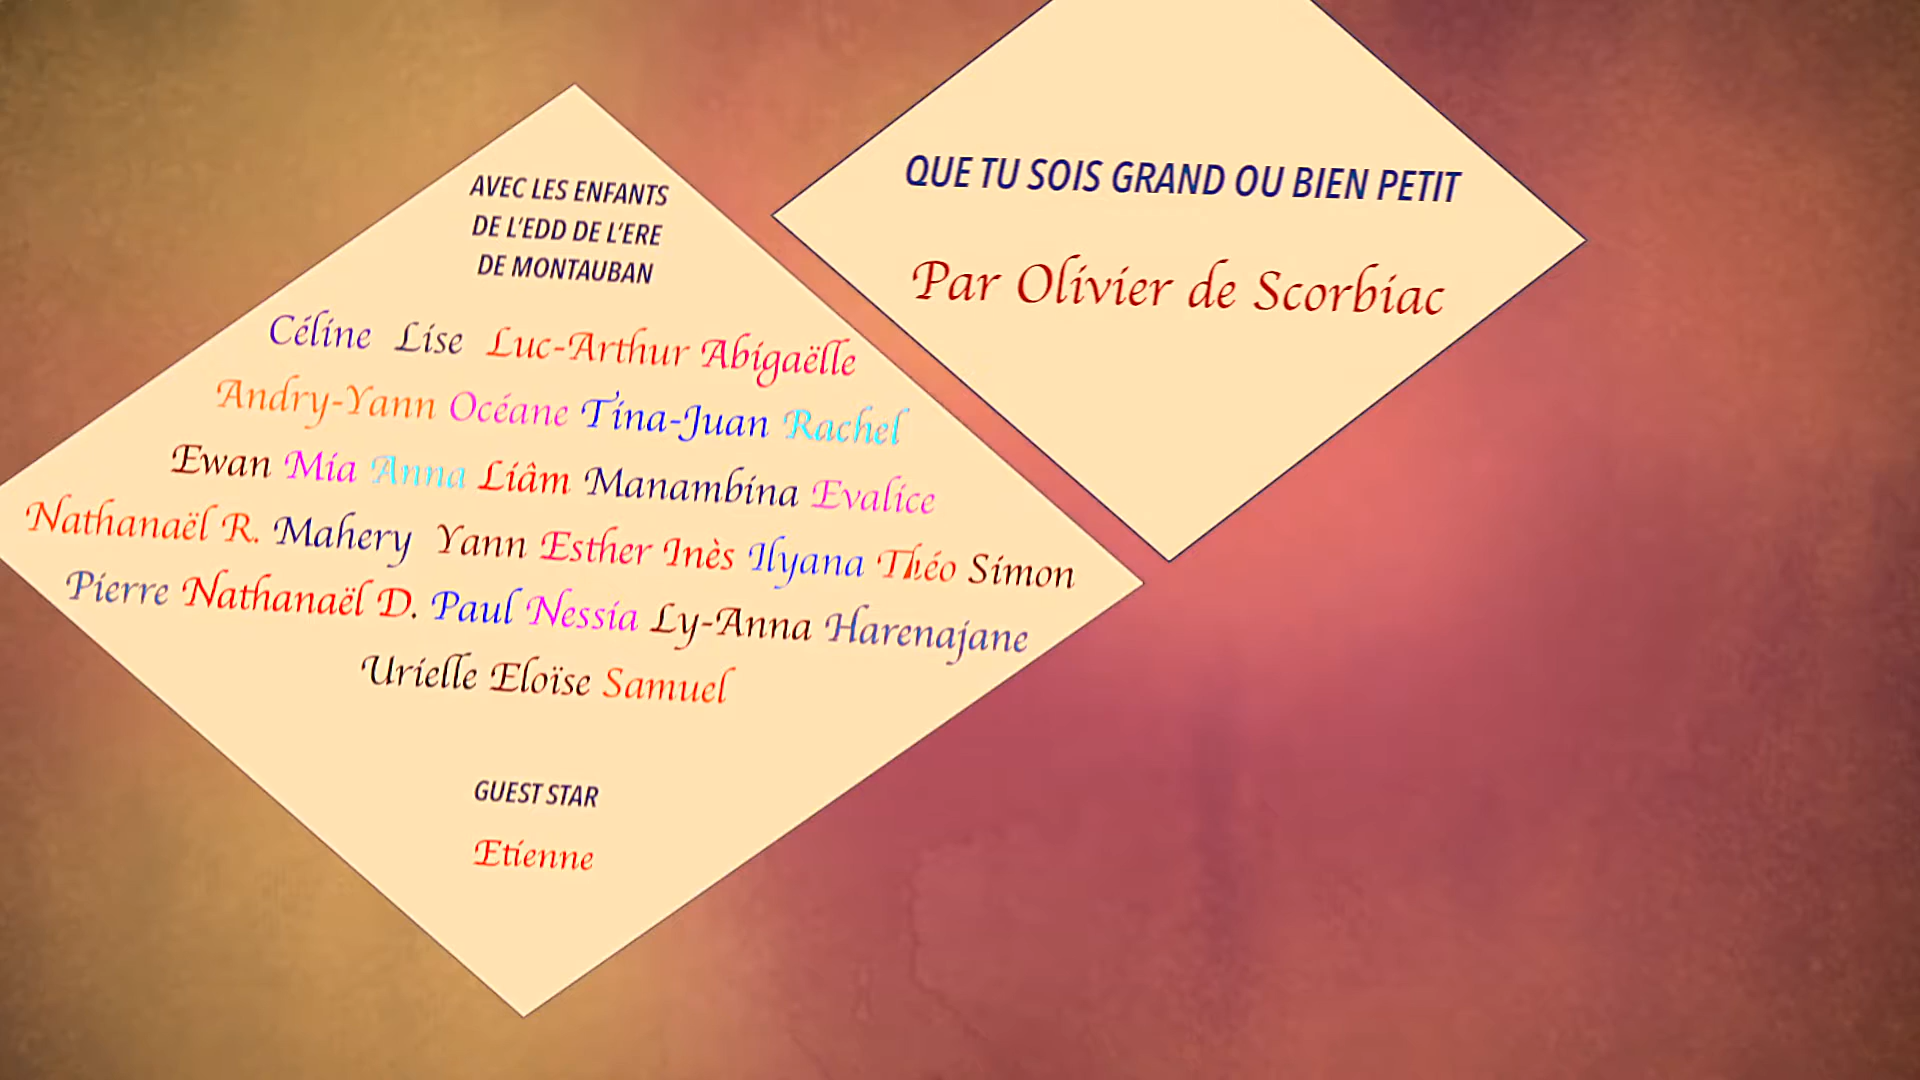 AVEC LES ENFANTS
DE L'EDD DE L'ERE
DE MONTAUBAN
Céline Lise Luc-Arthur Abigaëlle
Andry-Yann Océane Tina-Juan Rachel
Ewan Mia Anna Liâm Manambina Evalice
Nathanaël R. Mahery Yann Esther Inès Ilyana Théo Simon
Pierre Nathanaël D. Paul Nessia Ly-Anna Harenajane
Urielle Eloïse Samuel
GUEST STAR
Etienne
QUE TU SOIS GRAND OU BIEN PETIT
Par Olivier de Scorbiac